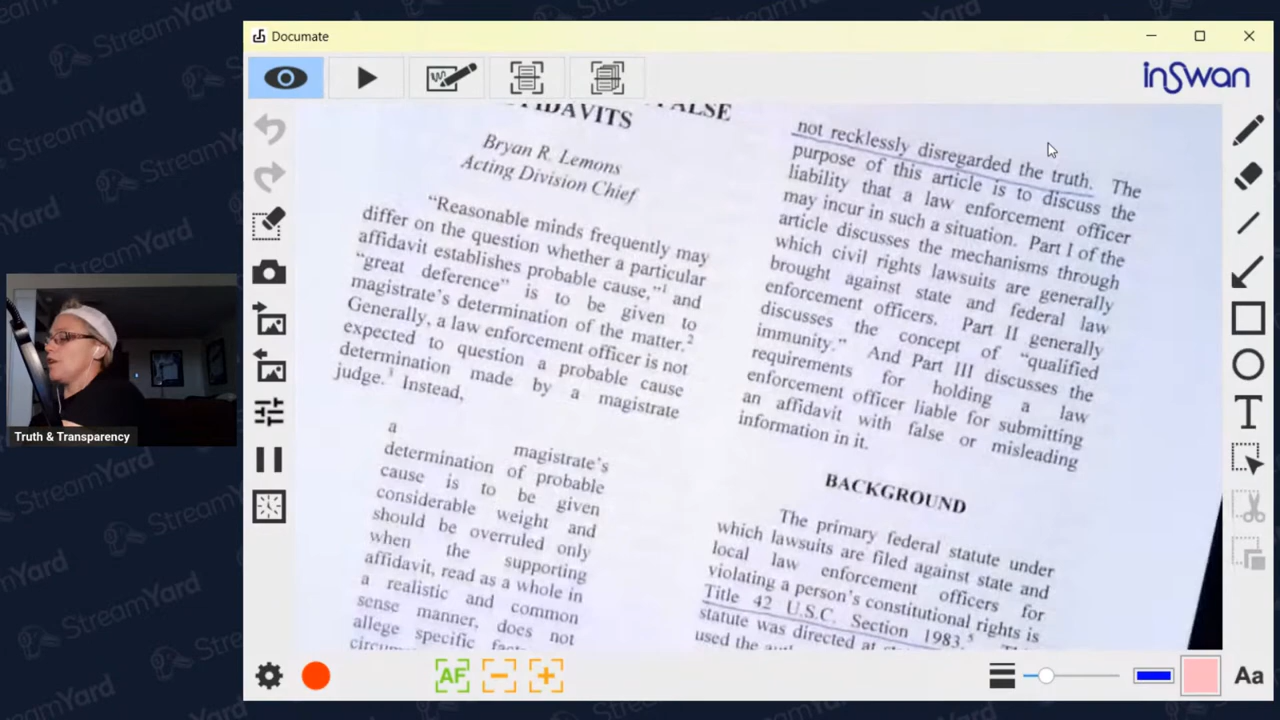 StreamYard
Documate
inSwan
AFFIDAVITS
FALSE
Bryan R. Lemons
Acting Division Chief
“Reasonable minds frequently may
differ on the question whether a particular
affidavit establishes probable cause,”1 and
“great deference” is to be given to
magistrate’s determination of the matter.2
Generally, a law enforcement officer is not
expected to question a probable cause
determination made by a magistrate
judge.3 Instead,
a magistrate’s
determination of probable
cause is to be given
considerable weight and
should be overruled only
when the supporting
affidavit, read as a whole in
a realistic and common
sense manner, does not
allege specific
not recklessly disregarded the truth. The
purpose of this article is to discuss the
liability that a law enforcement officer
may incur in such a situation. Part I of the
article discusses the mechanisms through
which civil rights lawsuits are generally
brought against state and federal law
enforcement officers. Part II generally
discusses the concept of “qualified
immunity.” And Part III discusses the
requirements for holding a law
enforcement officer liable for submitting
an affidavit with false or misleading
information in it.
BACKGROUND
The primary federal statute under
which lawsuits are filed against state and
local law enforcement officers for
violating a person’s constitutional rights is
Title 42 U.S.C. Section 1983.5
statute was directed at
used the
Truth & Transparency
T
AF
Aa